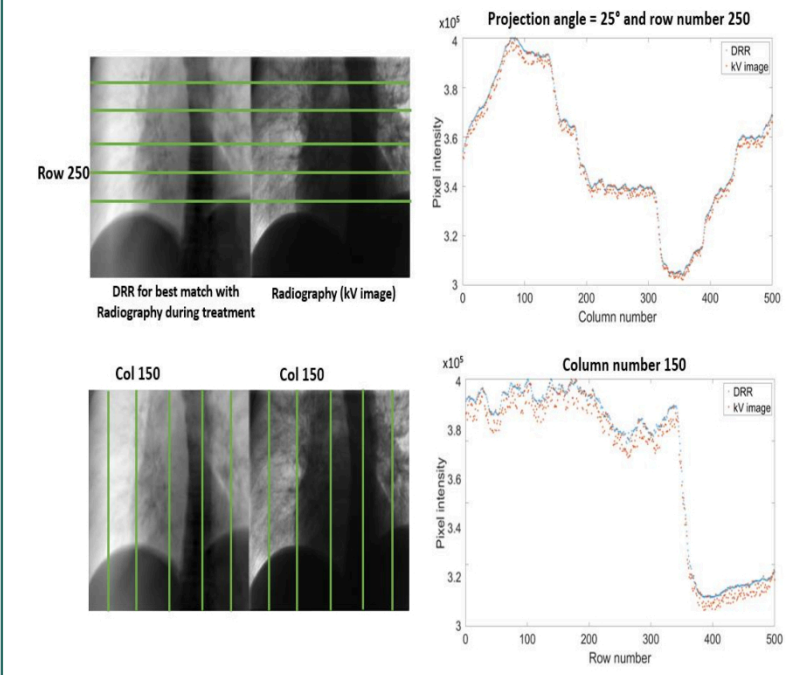 Projection angle = 25° and row number 250
x10⁵
4
3.8
3.6
3.4
3.2
3
0
100
200
300
400
500
Pixel intensity
Column number
DRR
kV image
Row 250
DRR for best match with
Radiography during treatment
Radiography (kV image)
Col 150
Col 150
Column number 150
x10⁵
4
3.8
3.6
3.4
3.2
3
0
100
200
300
400
500
Pixel intensity
Row number
DRR
kV image